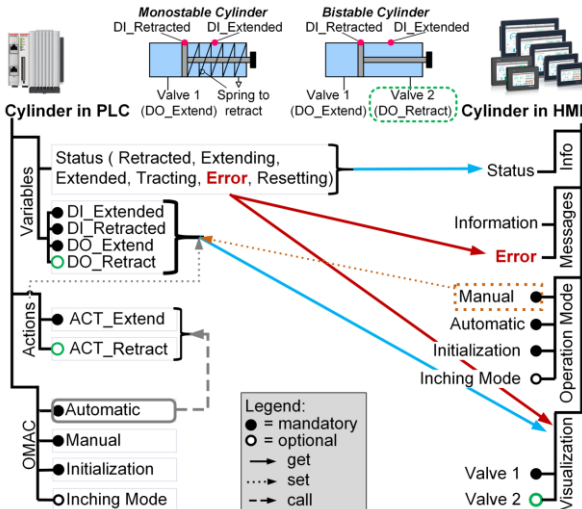 Monostable Cylinder
DI_Retracted DI_Extended
Valve 1
(DO_Extend)
Spring to
retract
Bistable Cylinder
DI_Retracted DI_Extended
Valve 1
(DO_Extend)
Valve 2
(DO_Retract)
Cylinder in PLC
Cylinder in HMI
Variables
Status ( Retracted, Extending,
Extended, Tracting, Error, Resetting)
DI_Extended
DI_Retracted
DO_Extend
DO_Retract
Actions
ACT_Extend
ACT_Retract
OMAC
Automatic
Manual
Initialization
Inching Mode
Legend:
= mandatory
= optional
get
set
call
Status
Info
Information
Error
Messages
Manual
Automatic
Initialization
Inching Mode
Operation Mode
Valve 1
Valve 2
Visualization